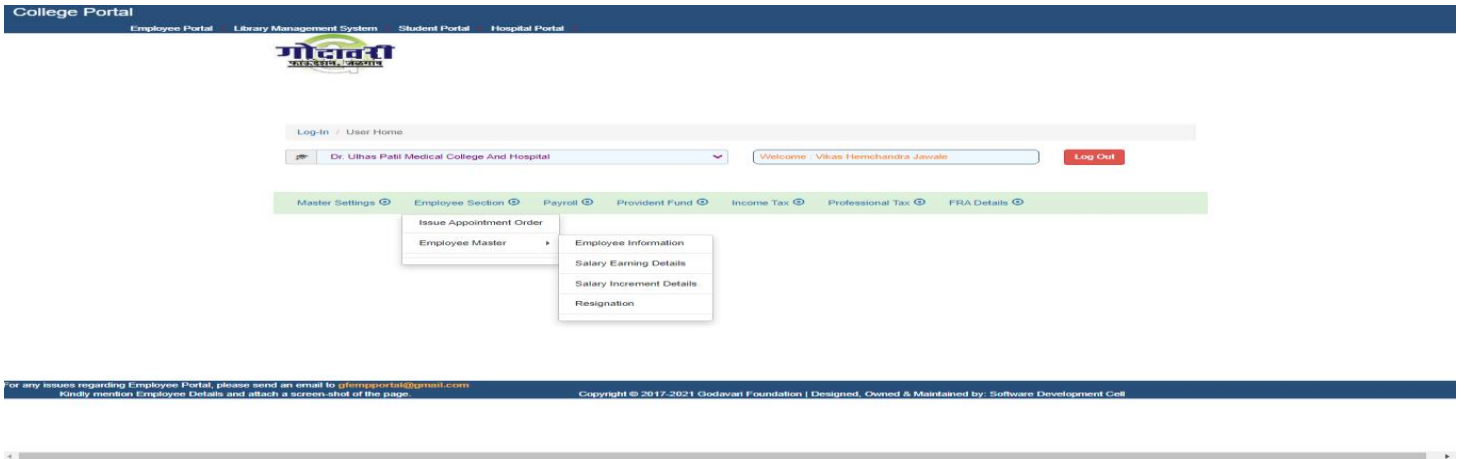 College Portal
Employee Portal Library Management System Student Portal Hospital Portal
गोदावरी
Log-In / User Home
Dr. Ulhas Patil Medical College And Hospital Welcome : Vikas Hemchandra Jawale Log Out
Master Settings Employee Section Payroll Provident Fund Income Tax Professional Tax FRA Details
Issue Appointment Order
Employee Master Employee Information
Salary Earning Details
Salary Increment Details
Resignation
For any issues regarding Employee Portal, please send an email to gfempportal@gmail.com
Kindly mention Employee Details and attach a screen-shot of the page. Copyright © 2017-2021 Godavari Foundation | Designed, Owned & Maintained by: Software Development Cell